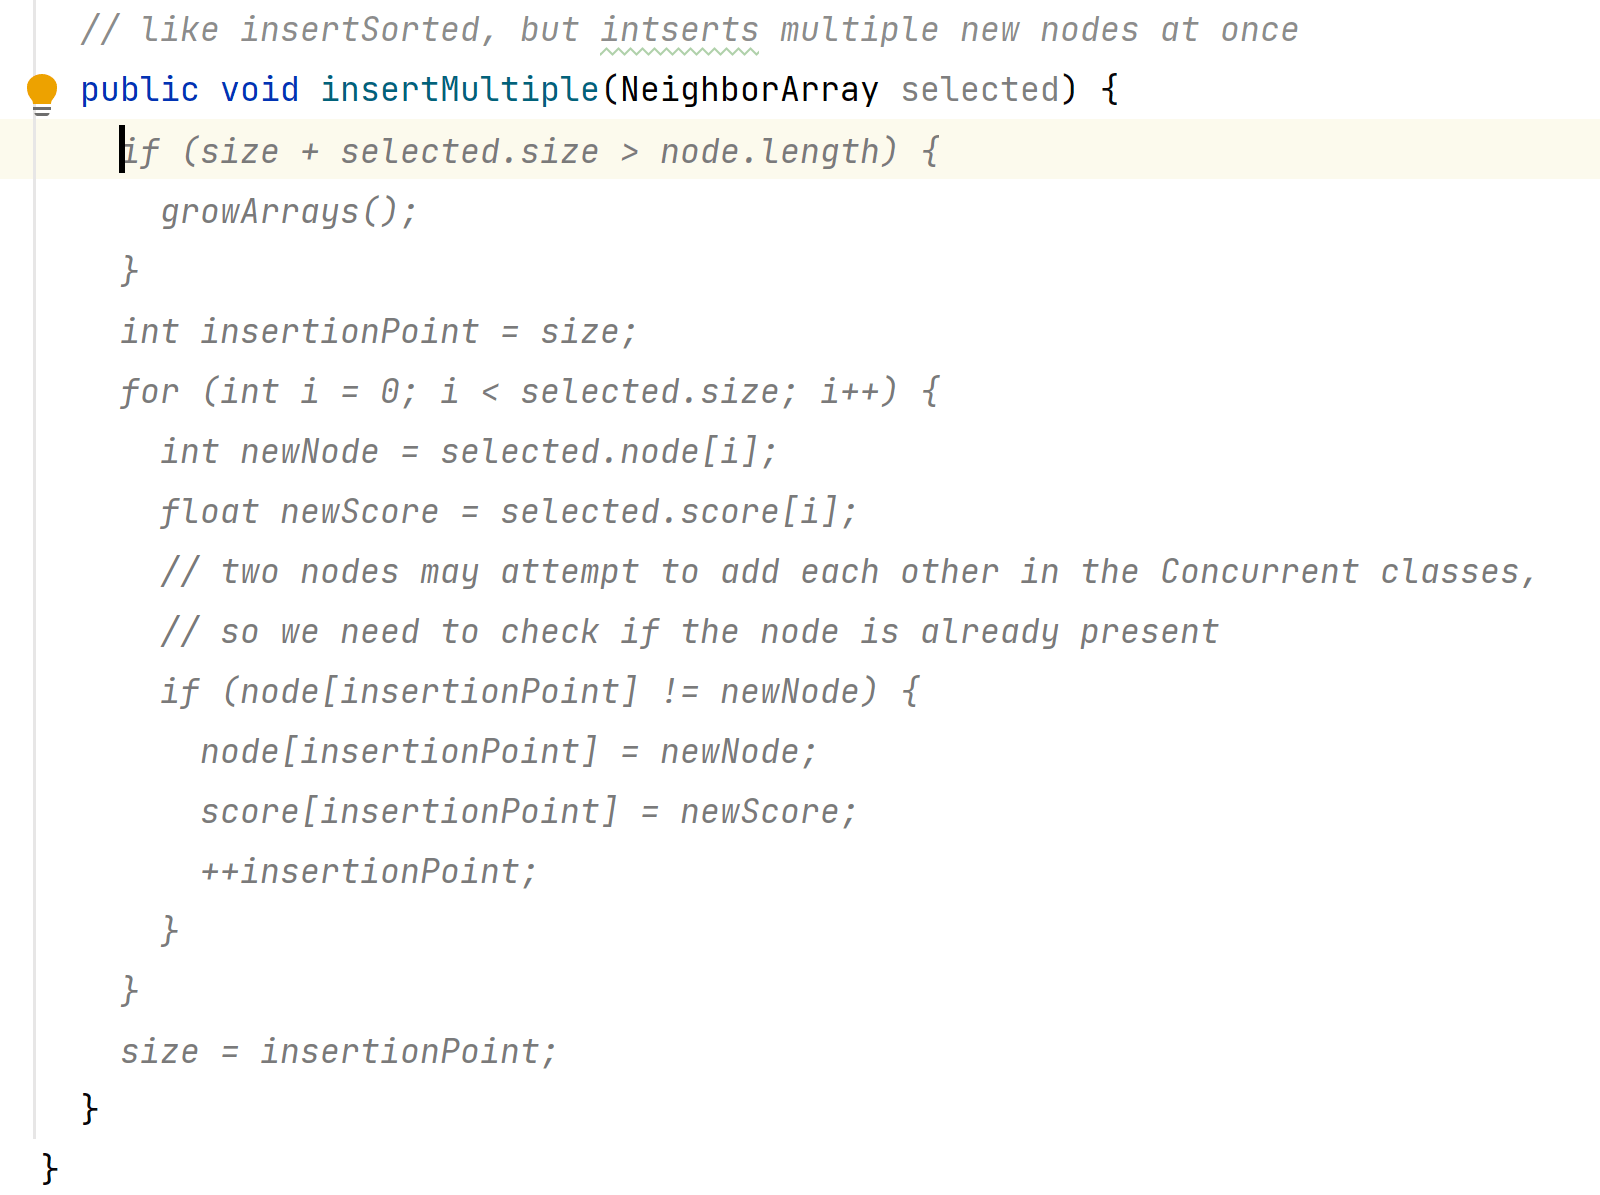 // like insertSorted, but intserts multiple new nodes at once
public void insertMultiple(NeighborArray selected) {
if (size + selected.size > node.length) {
growArrays();
}
int insertionPoint = size;
for (int i = 0; i < selected.size; i++) {
int newNode = selected.node[i];
float newScore = selected.score[i];
// two nodes may attempt to add each other in the Concurrent classes,
// so we need to check if the node is already present
if (node[insertionPoint] != newNode) {
node[insertionPoint] = newNode;
score[insertionPoint] = newScore;
++insertionPoint;
}
}
size = insertionPoint;
}
}